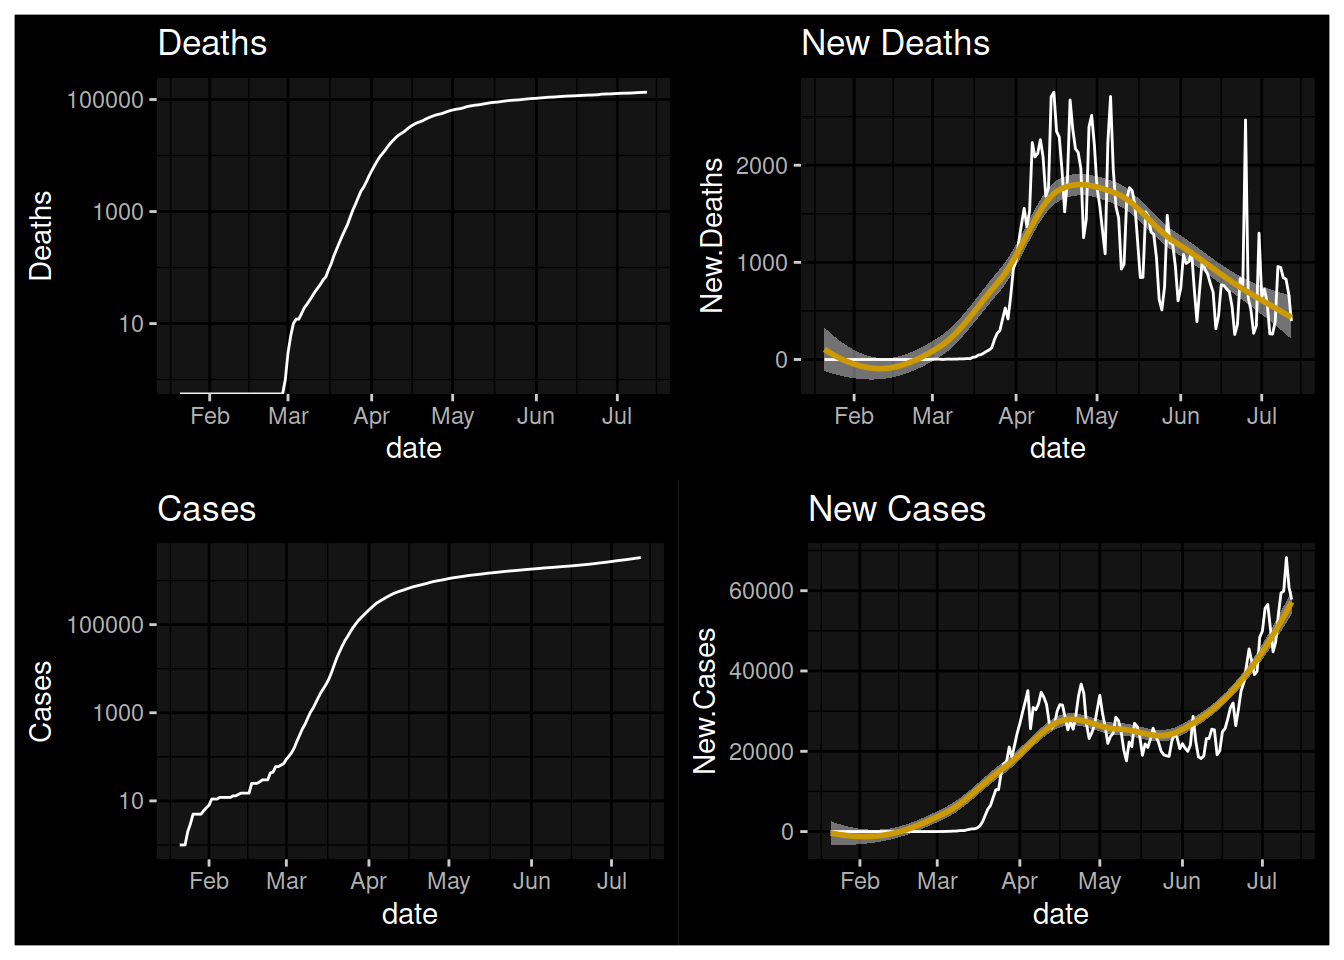 Deaths
Deaths
100000
1000
10
Feb Mar Apr May Jun Jul
date
New Deaths
New.Deaths
2000
1000
0
Feb Mar Apr May Jun Jul
date
Cases
Cases
100000
1000
10
Feb Mar Apr May Jun Jul
date
New Cases
New.Cases
60000
40000
20000
0
Feb Mar Apr May Jun Jul
date